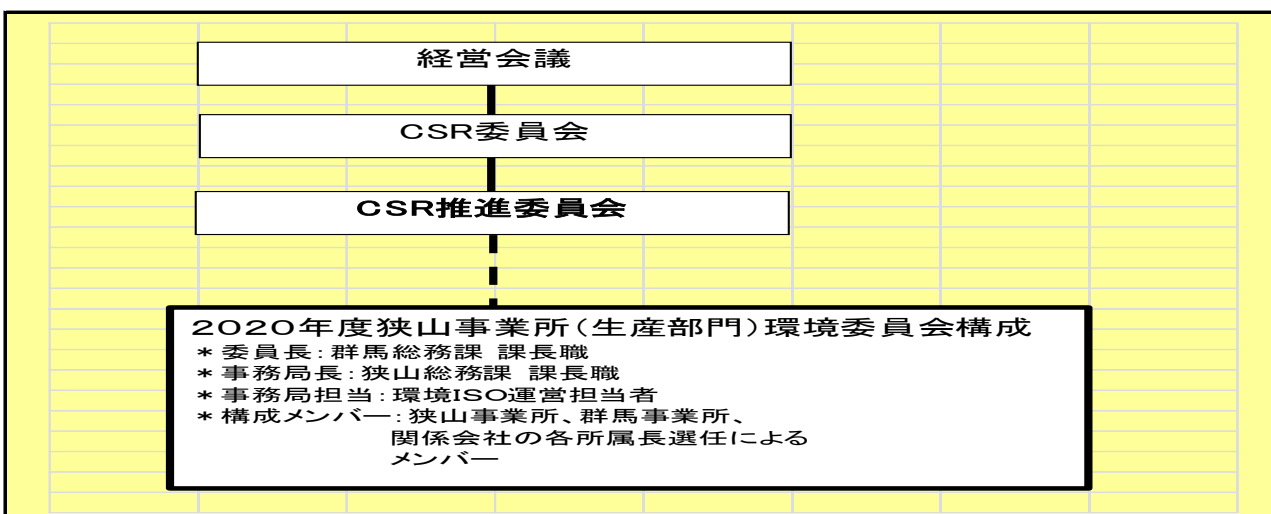 経営会議
CSR委員会
CSR推進委員会
2020年度狭山事業所(生産部門)環境委員会構成
*委員長:群馬総務課 課長職
*事務局長:狭山総務課 課長職
*事務局担当:環境ISO運営担当者
*構成メンバー:狭山事業所、群馬事業所、
関係会社の各所属長選任による
メンバー